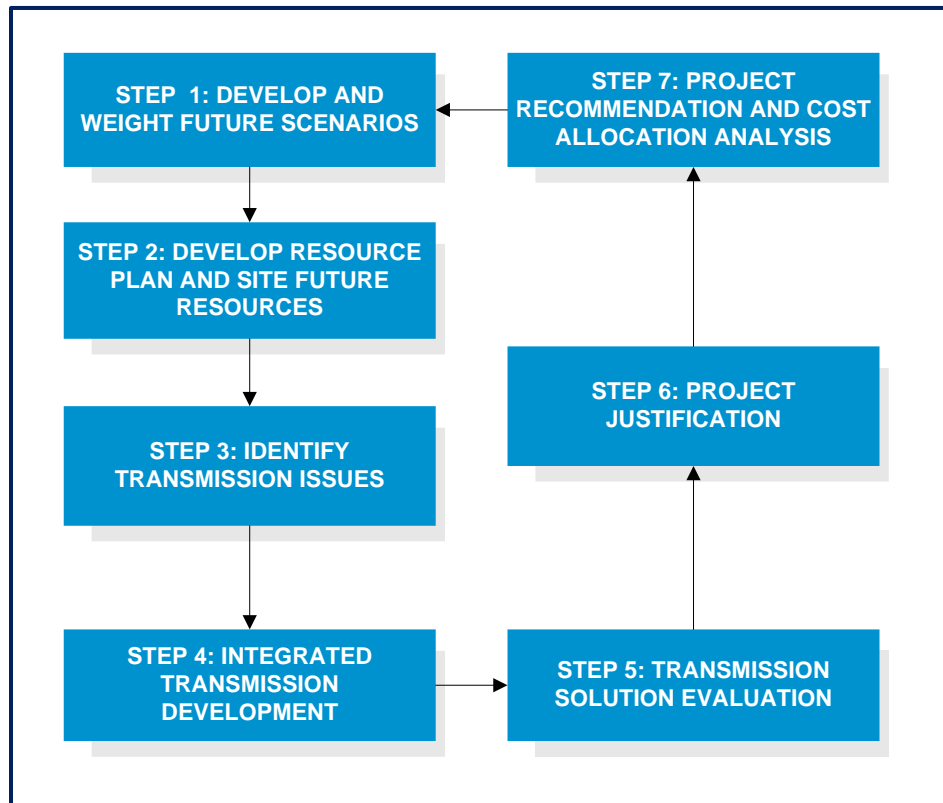 STEP 1: DEVELOP AND
WEIGHT FUTURE SCENARIOS
STEP 2: DEVELOP RESOURCE
PLAN AND SITE FUTURE
RESOURCES
STEP 3: IDENTIFY
TRANSMISSION ISSUES
STEP 4: INTEGRATED
TRANSMISSION
DEVELOPMENT
STEP 5: TRANSMISSION
SOLUTION EVALUATION
STEP 6: PROJECT
JUSTIFICATION
STEP 7: PROJECT
RECOMMENDATION AND COST
ALLOCATION ANALYSIS